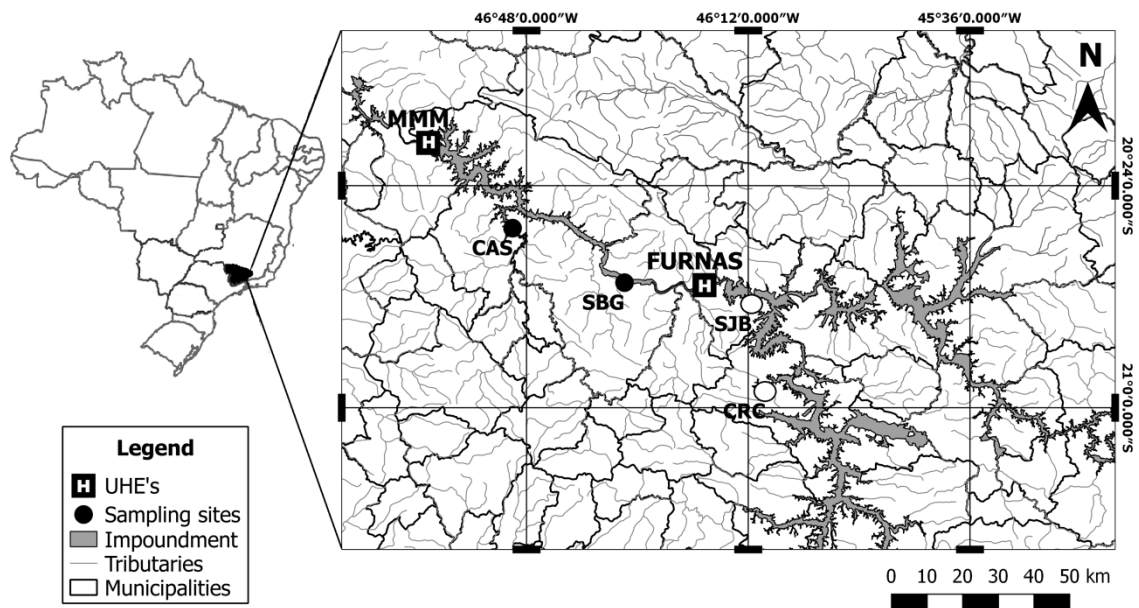 46°48'0.000"W 46°12'0.000"W 45°36'0.000"W
N
MMM
H
20°24'0.000"S
CAS
FURNAS
H
SBG
SJB
CRC
21°0'0.000"S
Legend
H UHE's
Sampling sites
Impoundment
Tributaries
Municipalities
0 10 20 30 40 50 km